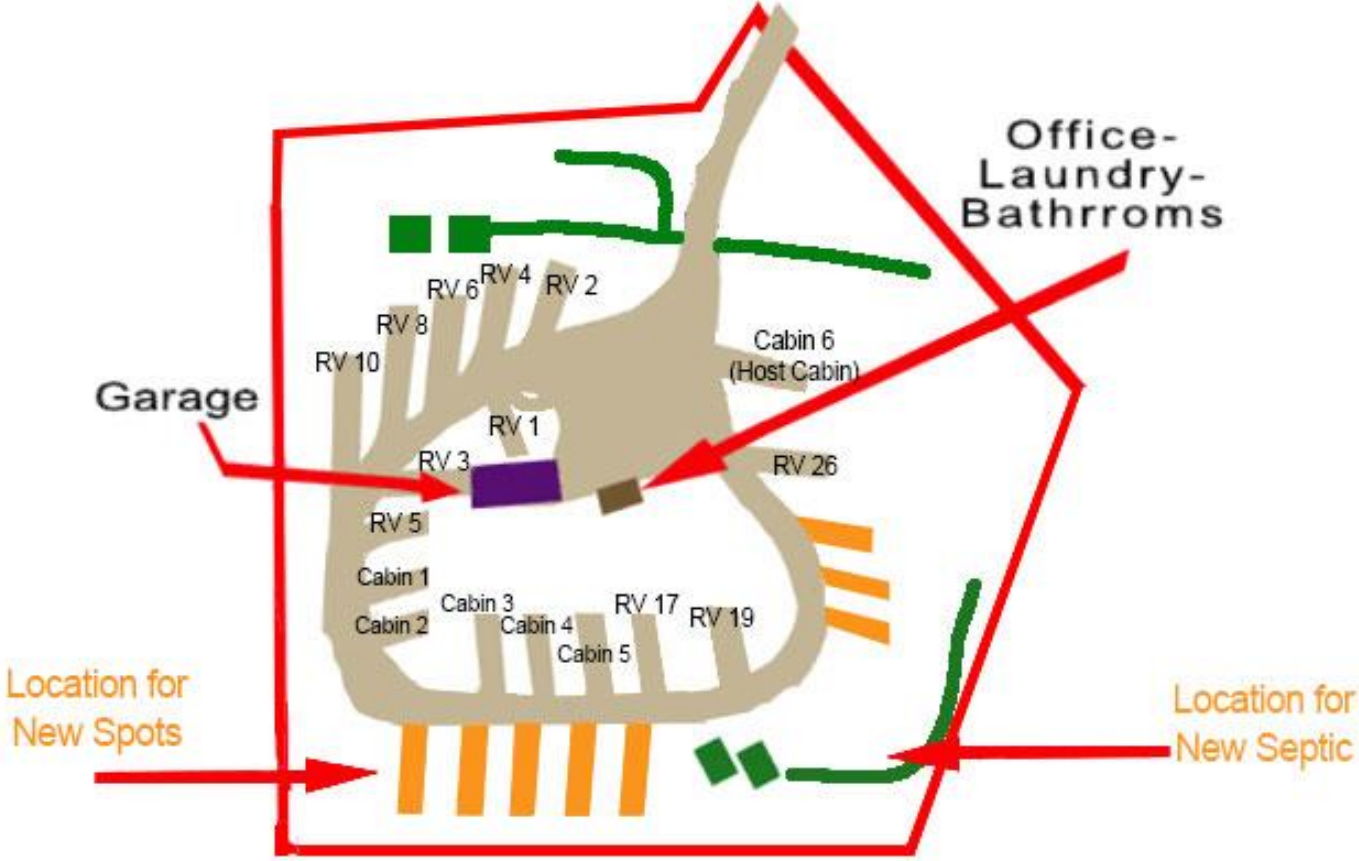 Office-
Laundry-
Bathrroms
RV 4
RV 6
RV 2
RV 8
Cabin 6
(Host Cabin)
RV 10
Garage
RV 1
RV 3
RV 26
RV 5
Cabin 1
Cabin 3
RV 17
RV 19
Cabin 2
Cabin 4
Cabin 5
Location for
New Spots
Location for
New Septic